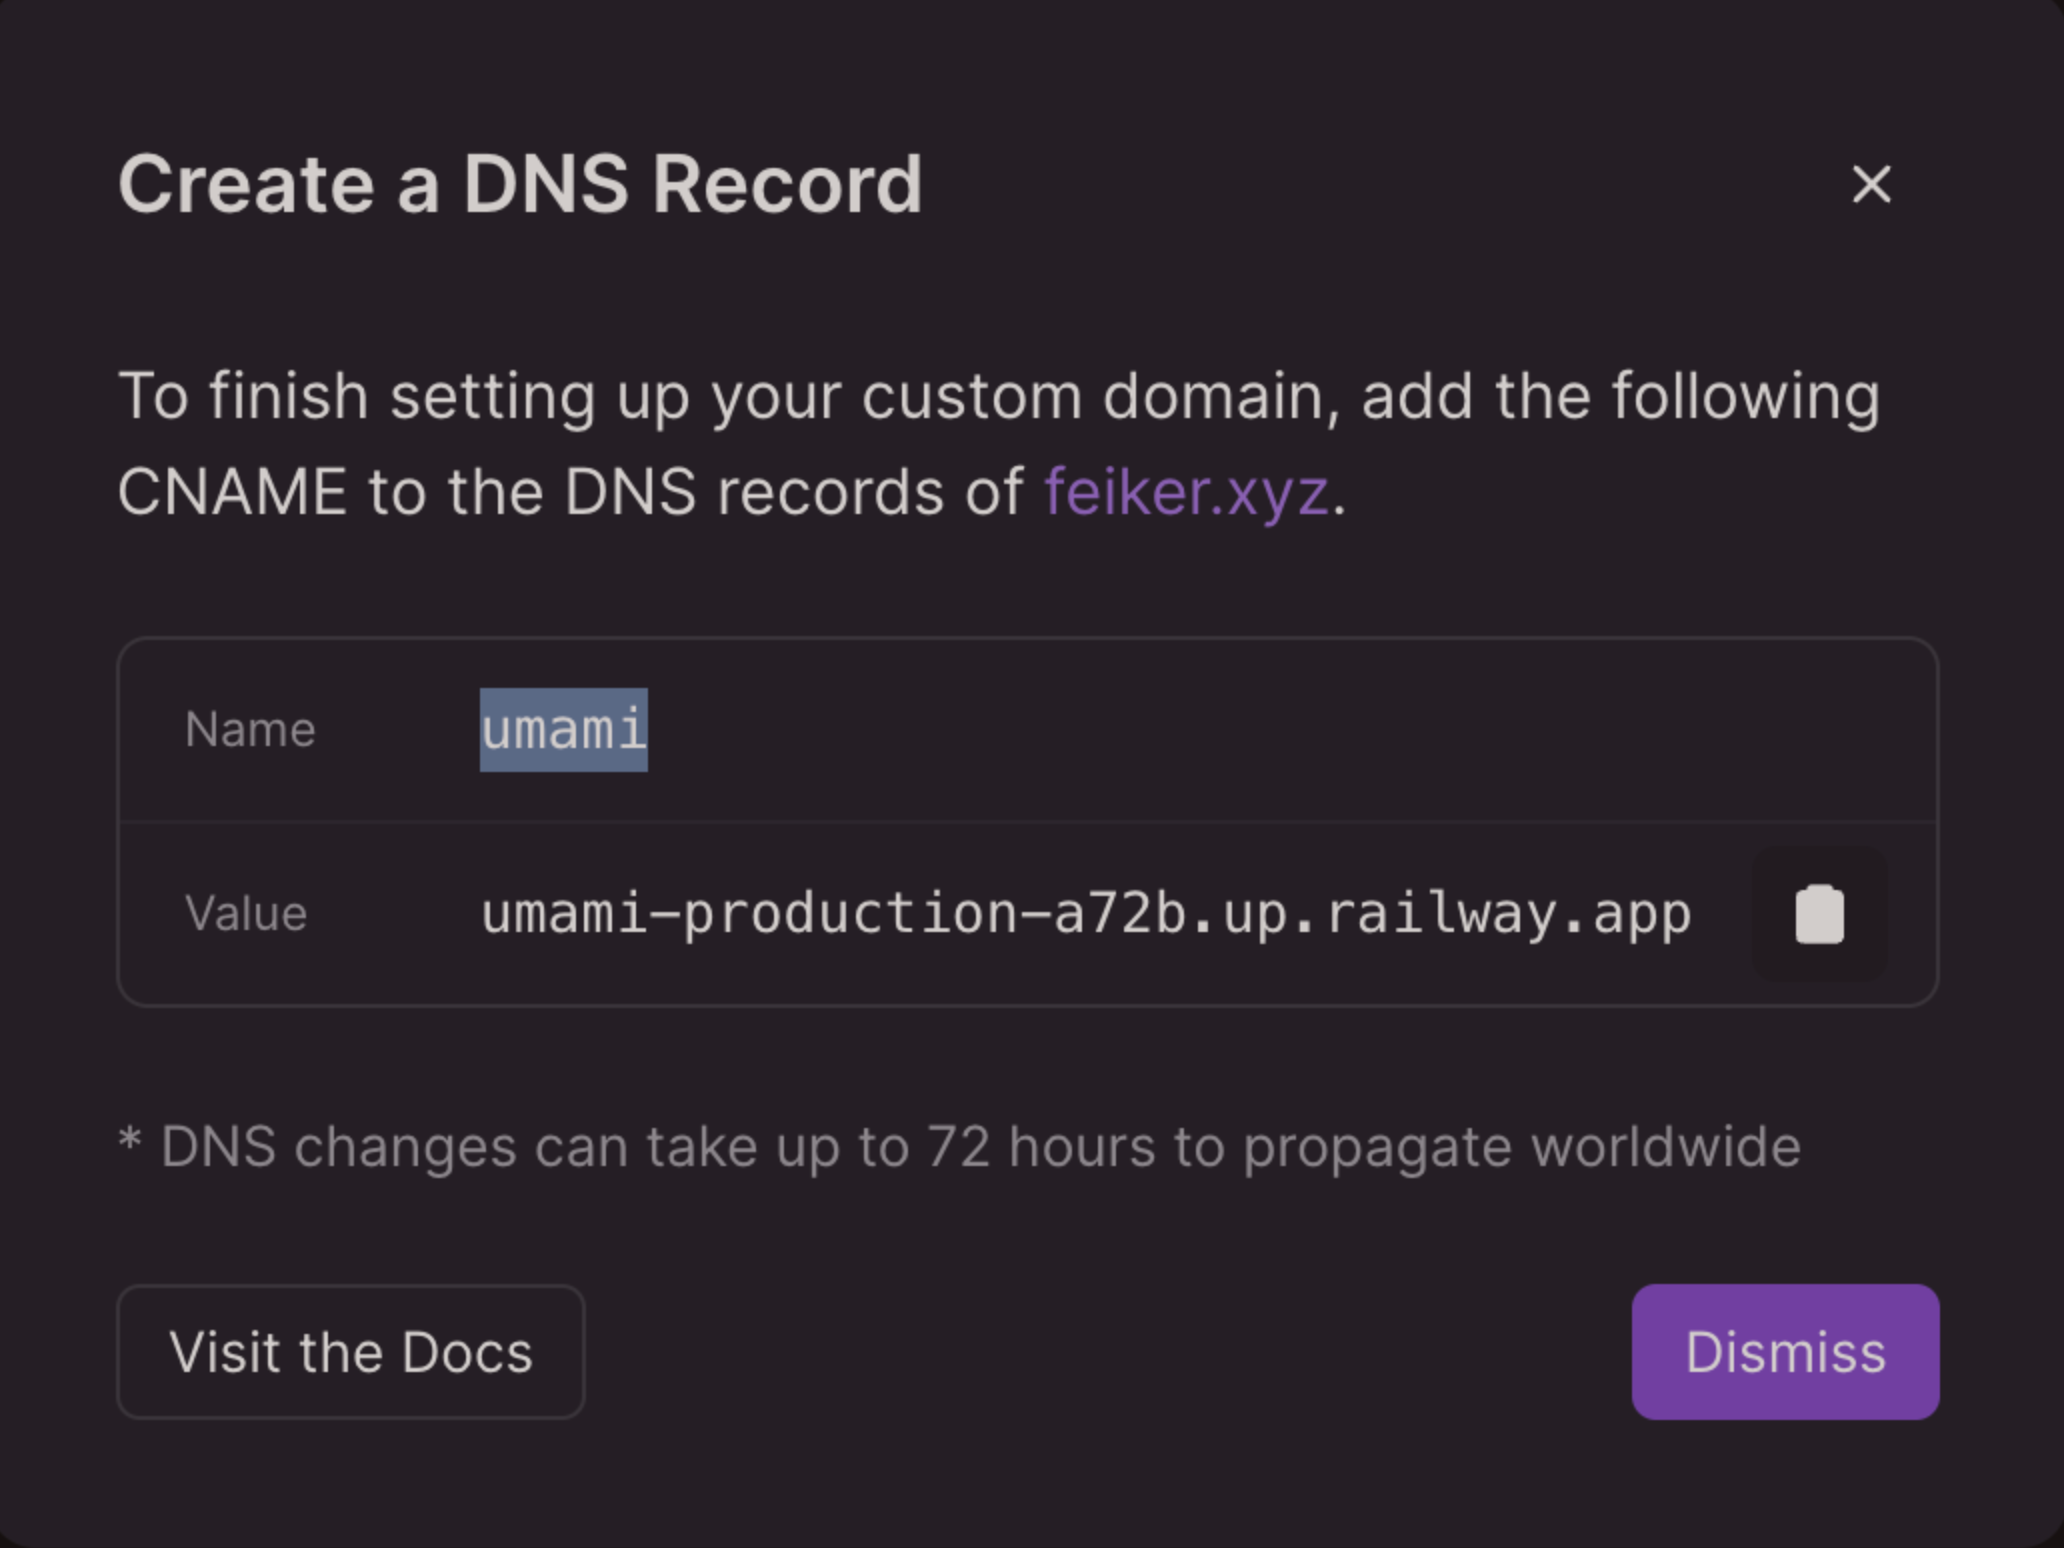 Create a DNS Record
To finish setting up your custom domain, add the following
CNAME to the DNS records of feiker.xyz.
Name umami
Value umami-production-a72b.up.railway.app
* DNS changes can take up to 72 hours to propagate worldwide
Visit the Docs Dismiss